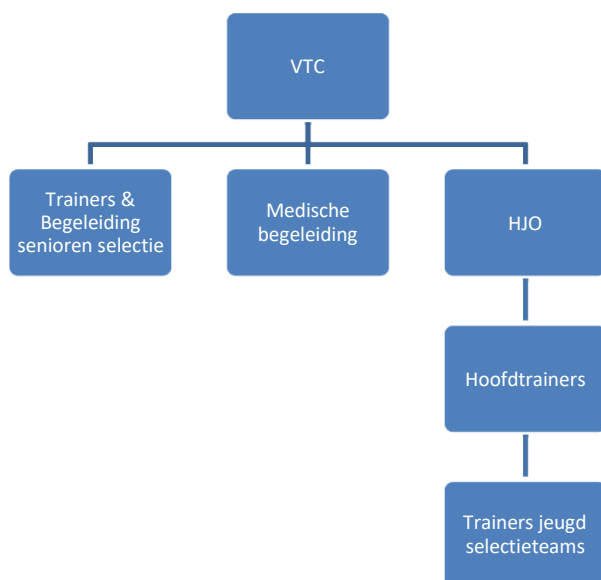 VTC
Trainers &
Begeleiding
senioren selectie
Medische
begeleiding
HJO
Hoofdtrainers
Trainers jeugd
selectieteams